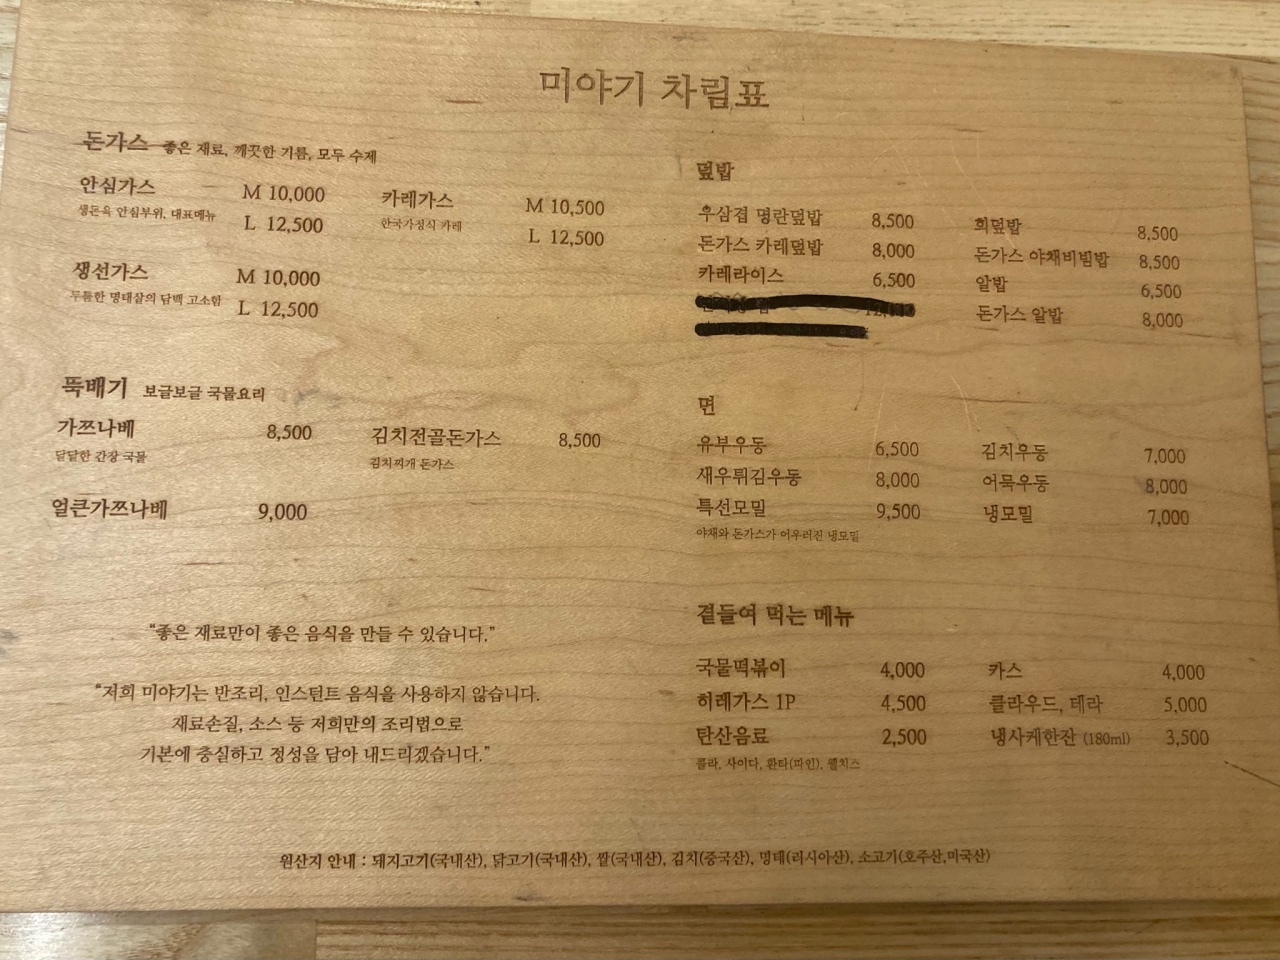 미야기 차림표
돈가스 좋은 재료, 깨끗한 기름, 모두 수제
안심가스 M 10,000
생돈육 안심부위, 대표메뉴 L 12,500
카레가스 M 10,500
한국가정식 카레 L 12,500
생선가스 M 10,000
두툼한 명태살의 담백 고소함 L 12,500
뚝배기 보글보글 국물요리
가쯔나베 8,500
달달한 간장 국물
김치전골돈가스 8,500
김치찌개 돈가스
얼큰가쯔나베 9,000
"좋은 재료만이 좋은 음식을 만들 수 있습니다."
"저희 미야기는 반조리, 인스턴트 음식을 사용하지 않습니다.
재료손질, 소스 등 저희만의 조리법으로
기본에 충실하고 정성을 담아 내드리겠습니다."
덮밥
우삼겹 명란덮밥 8,500
돈가스 카레덮밥 8,000
카레라이스 6,500
회덮밥 8,500
돈가스 야채비빔밥 8,500
알밥 6,500
돈가스 알밥 8,000
면
유부우동 6,500
새우튀김우동 8,000
특선모밀 9,500
야채와 돈가스가 어우러진 냉모밀
김치우동 7,000
어묵우동 8,000
냉모밀 7,000
곁들여 먹는 메뉴
국물떡볶이 4,000
히레가스 1P 4,500
탄산음료 2,500
콜라, 사이다, 환타(파인), 웰치스
카스 4,000
클라우드, 테라 5,000
냉사케한잔 (180ml) 3,500
원산지 안내 : 돼지고기(국내산), 닭고기(국내산), 쌀(국내산), 김치(중국산), 명태(러시아산), 소고기(호주산,미국산)